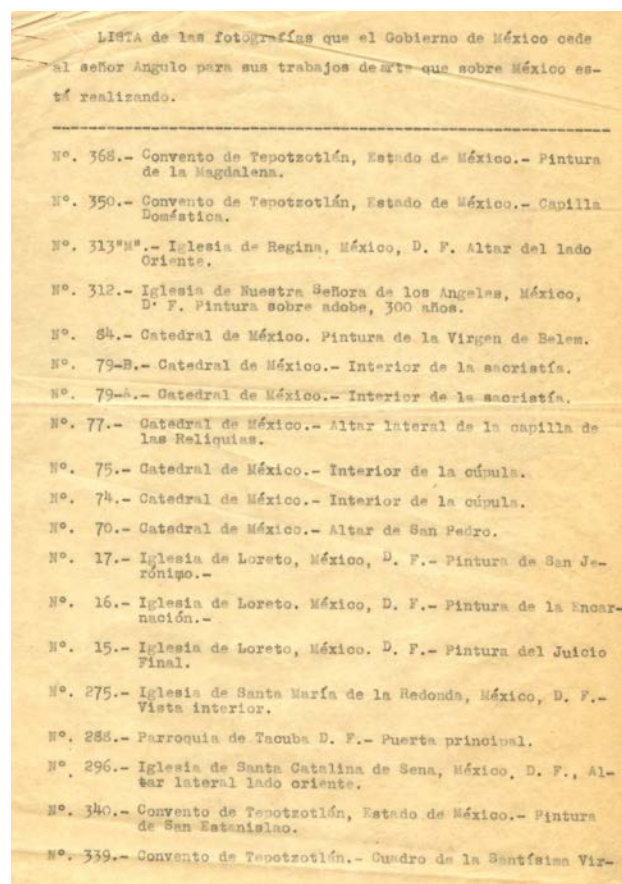 LISTA de las fotografías que el Gobierno de México cede
al señor Angulo para sus trabajos de arte que sobre México es-
tá realizando.
Nº. 368.- Convento de Tepotzotlán, Estado de México.- Pintura
de la Magdalena.
Nº. 350.- Convento de Tepotzotlán, Estado de México.- Capilla
Doméstica.
Nº. 313"M".- Iglesia de Regina, México, D. F. Altar del lado
Oriente.
Nº. 312.- Iglesia de Nuestra Señora de los Angeles, México,
D. F. Pintura sobre adobe, 300 años.
Nº. 84.- Catedral de México. Pintura de la Virgen de Belem.
Nº. 79-B.- Catedral de México.- Interior de la sacristía.
Nº. 79-A.- Catedral de México.- Interior de la sacristía.
Nº. 77.- Catedral de México.- Altar lateral de la capilla de
las Reliquias.
Nº. 75.- Catedral de México.- Interior de la cúpula.
Nº. 74.- Catedral de México.- Interior de la cúpula.
Nº. 70.- Catedral de México.- Altar de San Pedro.
Nº. 17.- Iglesia de Loreto, México, D. F.- Pintura de San Je-
rónimo.-
Nº. 16.- Iglesia de Loreto. México, D. F.- Pintura de la Encar-
nación.-
Nº. 15.- Iglesia de Loreto, México. D. F.- Pintura del Juicio
Final.
Nº. 275.- Iglesia de Santa María de la Redonda, México, D. F.-
Vista interior.
Nº. 288.- Parroquia de Tacuba D. F.- Puerta principal.
Nº. 296.- Iglesia de Santa Catalina de Sena, México, D. F., Al-
tar lateral lado oriente.
Nº. 340.- Convento de Tepotzotlán, Estado de México.- Pintura
de San Estanislao.
Nº. 339.- Convento de Tepotzotlán.- Cuadro de la Santísima Vir-